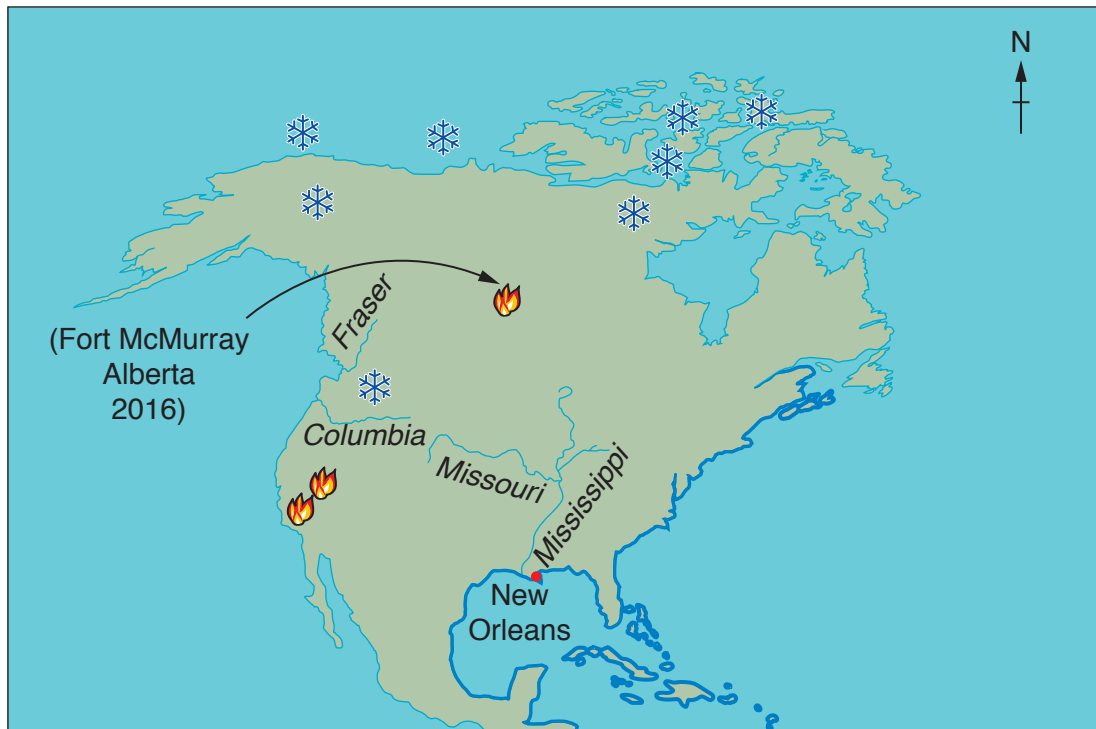 N
Fraser
(Fort McMurray
Alberta
2016)
Columbia
Missouri
Mississippi
New
Orleans